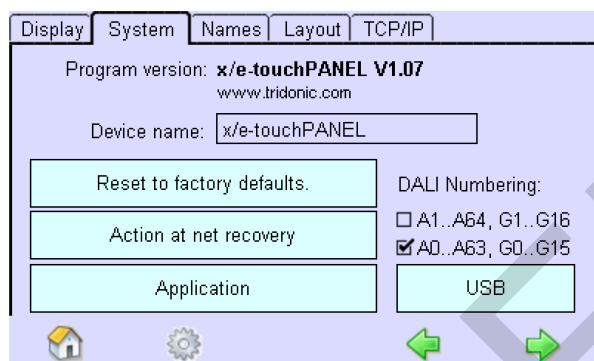 Display System Names Layout TCP/IP
Program version: x/e-touchPANEL V1.07
www.tridonic.com
Device name: x/e-touchPANEL
Reset to factory defaults. DALI Numbering:
A1..A64, G1..G16
Action at net recovery
A0..A63, G0..G15
Application USB